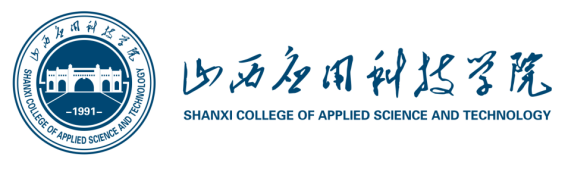 山西应用科技学院
SHANXI COLLEGE OF APPLIED SCIENCE AND TECHNOLOGY
-1991-
山西应用科技学院
SHANXI COLLEGE OF APPLIED SCIENCE AND TECHNOLOGY